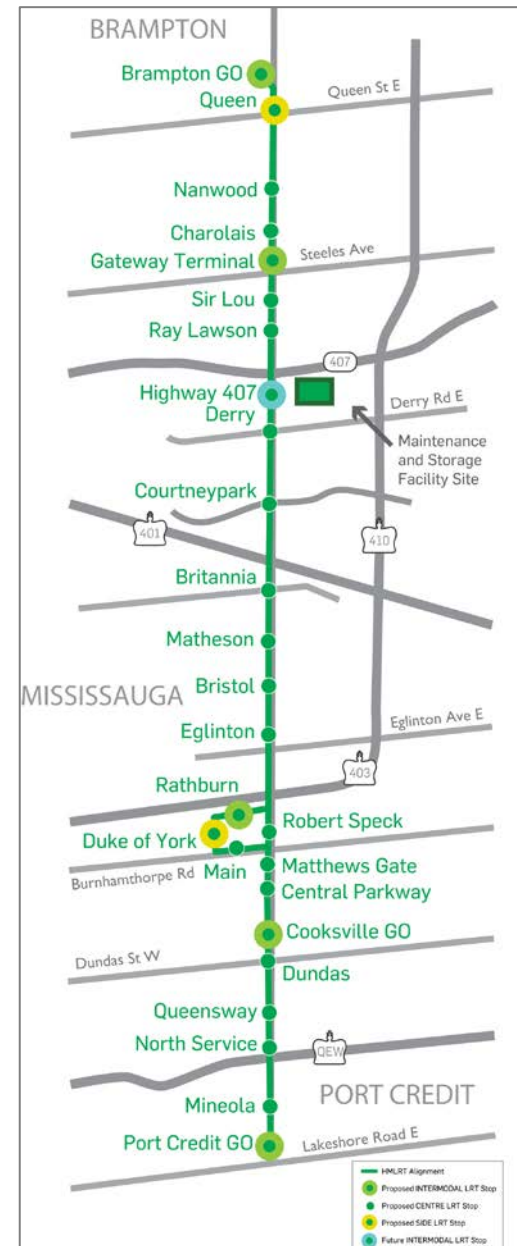 BRAMPTON
Brampton GO
Queen
Queen St E
Nanwood
Charolais
Gateway Terminal
Steeles Ave
Sir Lou
Ray Lawson
407
Highway 407
Derry
Derry Rd E
Maintenance
and Storage
Facility Site
Courtneypark
401
410
Britannia
Matheson
MISSISSAUGA
Bristol
Eglinton
Eglinton Ave E
403
Rathburn
Duke of York
Robert Speck
Main
Burnhamthorpe Rd
Matthews Gate
Central Parkway
Cooksville GO
Dundas St W
Dundas
Queensway
North Service
QEW
PORT CREDIT
Mineola
Port Credit GO
Lakeshore Road E
HMLRT Alignment
Proposed INTERMODAL LRT Stop
Proposed CENTRE LRT Stop
Proposed SIDE LRT Stop
Future INTERMODAL LRT Stop